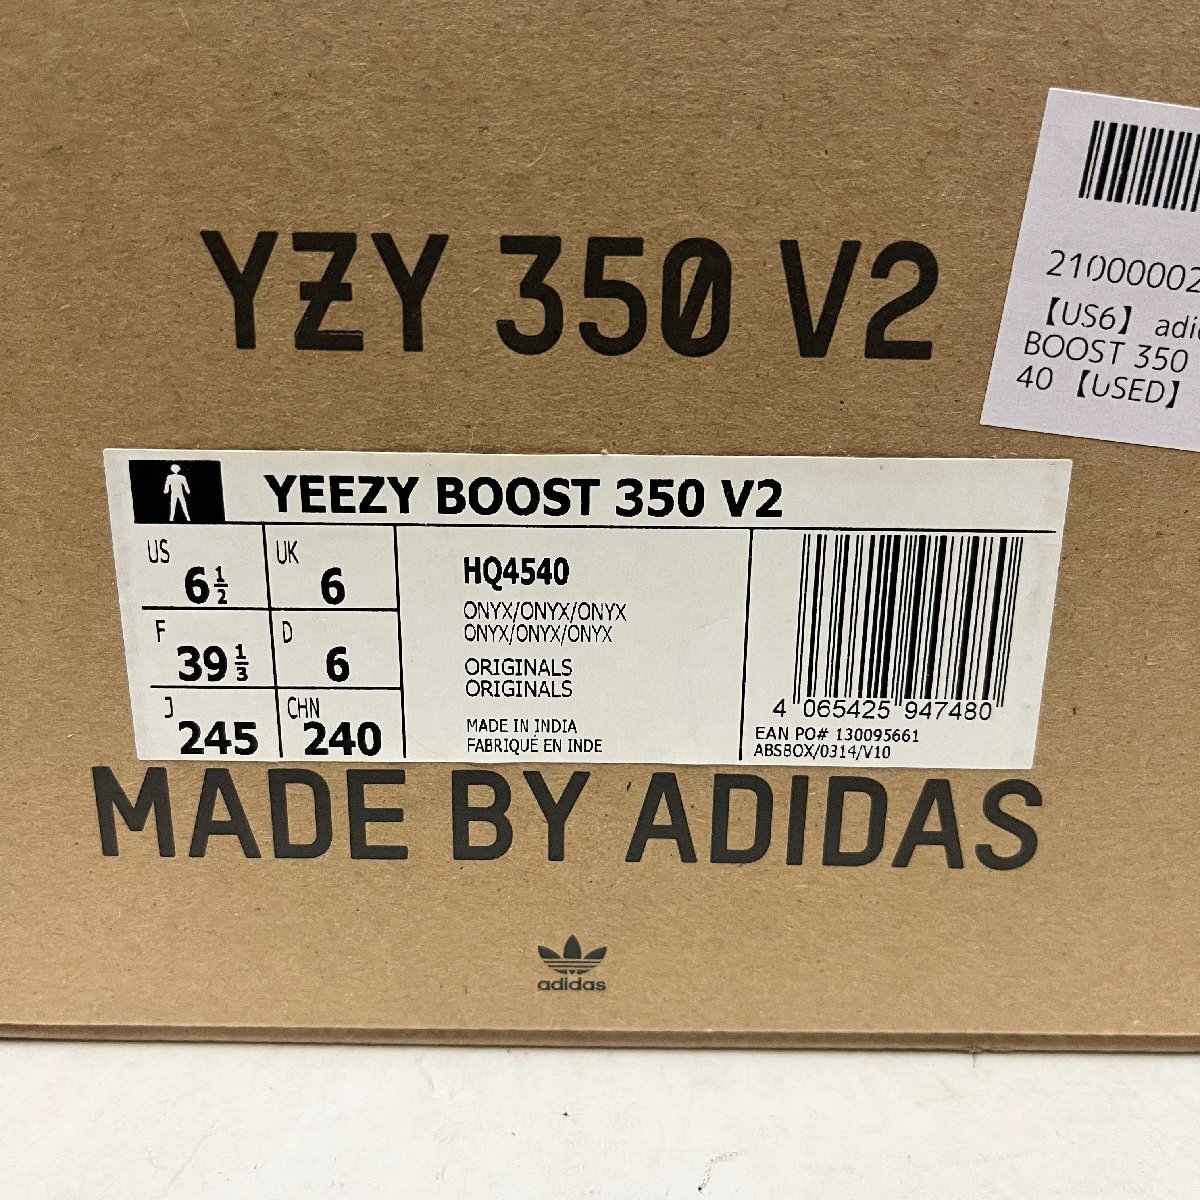 YZY 350 V2
21000002
【US6】 adi
BOOST 350
40 【USED】
YEEZY BOOST 350 V2
US 6½
UK 6
F 39⅓
D 6
J 245
CHN 240
HQ4540
ONYX/ONYX/ONYX
ONYX/ONYX/ONYX
ORIGINALS
ORIGINALS
MADE IN INDIA
FABRIQUÉ EN INDE
4 065425 947480
EAN PO# 130095661
ABSBOX/0314/V10
MADE BY ADIDAS
adidas